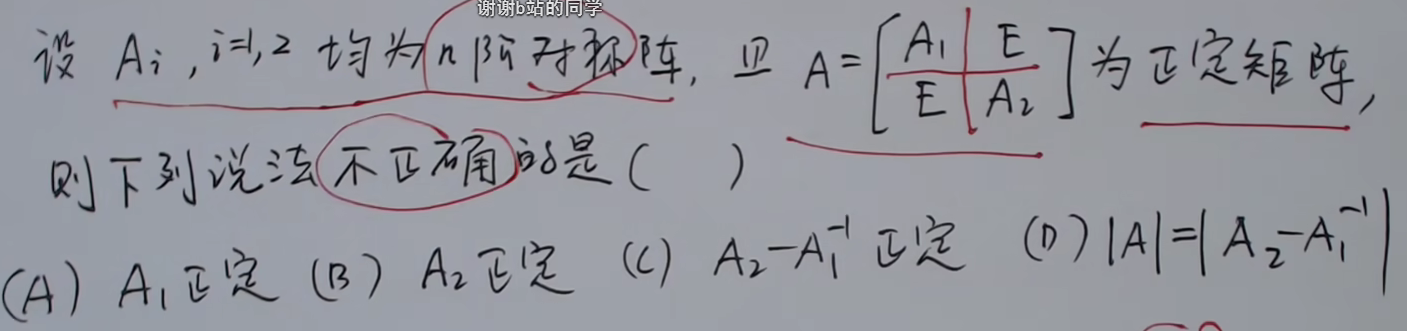 谢谢b站的同学
设 Aᵢ, i=1,2 均为n阶对称阵, 且 A=[A₁ E
E A₂] 为正定矩阵,
则下列说法不正确的是( )
(A) A₁正定 (B) A₂正定 (C) A₂-A₁⁻¹ 正定 (D) |A|=|A₂-A₁⁻¹|